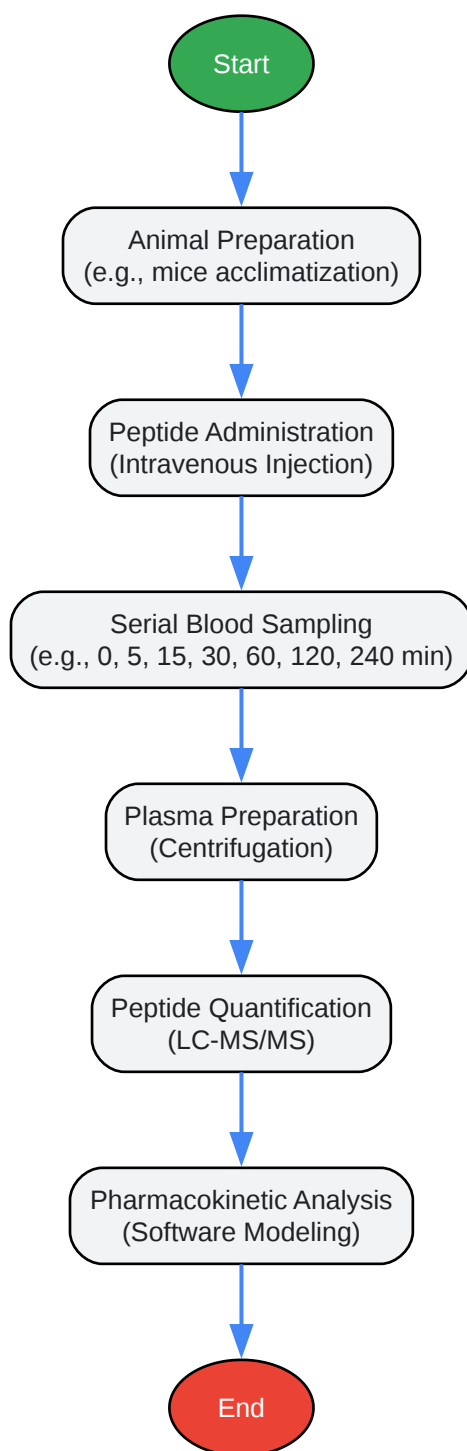 Start
Animal Preparation
(e.g., mice acclimatization)
Peptide Administration
(Intravenous Injection)
Serial Blood Sampling
(e.g., 0, 5, 15, 30, 60, 120, 240 min)
Plasma Preparation
(Centrifugation)
Peptide Quantification
(LC-MS/MS)
Pharmacokinetic Analysis
(Software Modeling)
End